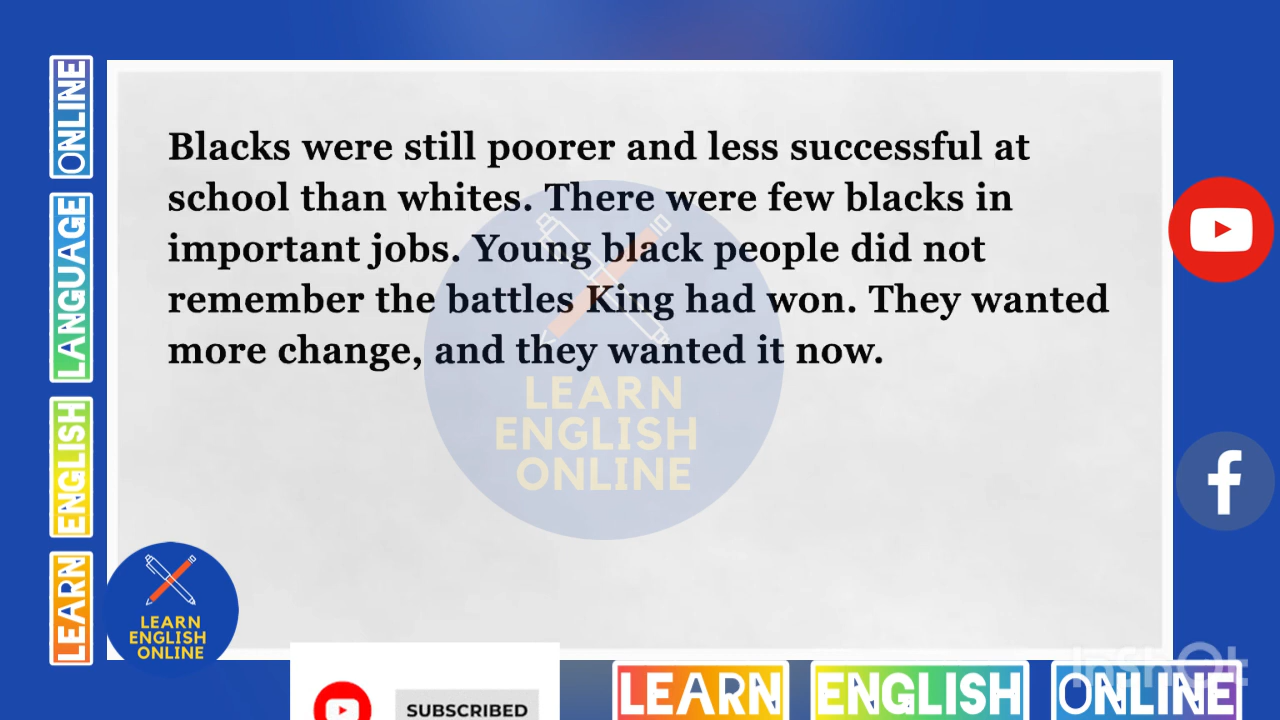 Blacks were still poorer and less successful at
school than whites. There were few blacks in
important jobs. Young black people did not
remember the battles King had won. They wanted
more change, and they wanted it now.
LEARN
ENGLISH
ONLINE
LEARN ENGLISH LANGUAGE ONLINE
LEARN
ENGLISH
ONLINE
SUBSCRIBED
LEARN ENGLISH ONLINE
InShOt